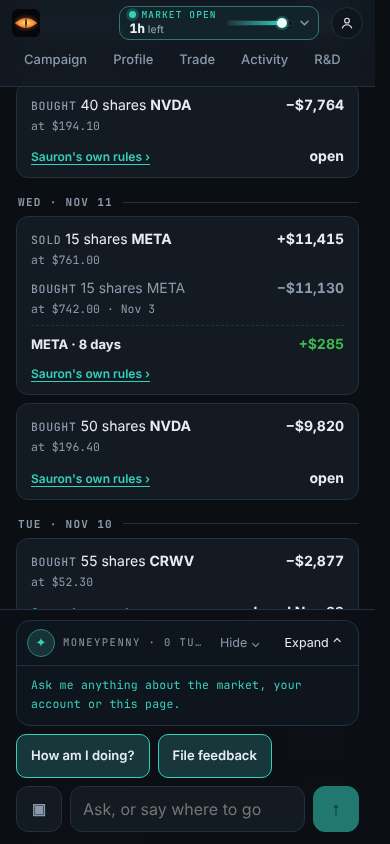 MARKET OPEN
1h left
Campaign Profile Trade Activity R&D
BOUGHT 40 shares NVDA −$7,764
at $194.10
Sauron's own rules › open
WED · NOV 11
SOLD 15 shares META +$11,415
at $761.00
BOUGHT 15 shares META −$11,130
at $742.00 · Nov 3
META · 8 days +$285
Sauron's own rules ›
BOUGHT 50 shares NVDA −$9,820
at $196.40
Sauron's own rules › open
TUE · NOV 10
BOUGHT 55 shares CRWV −$2,877
at $52.30
MONEYPENNY · 0 TU… Hide Expand
Ask me anything about the market, your
account or this page.
How am I doing? File feedback
Ask, or say where to go